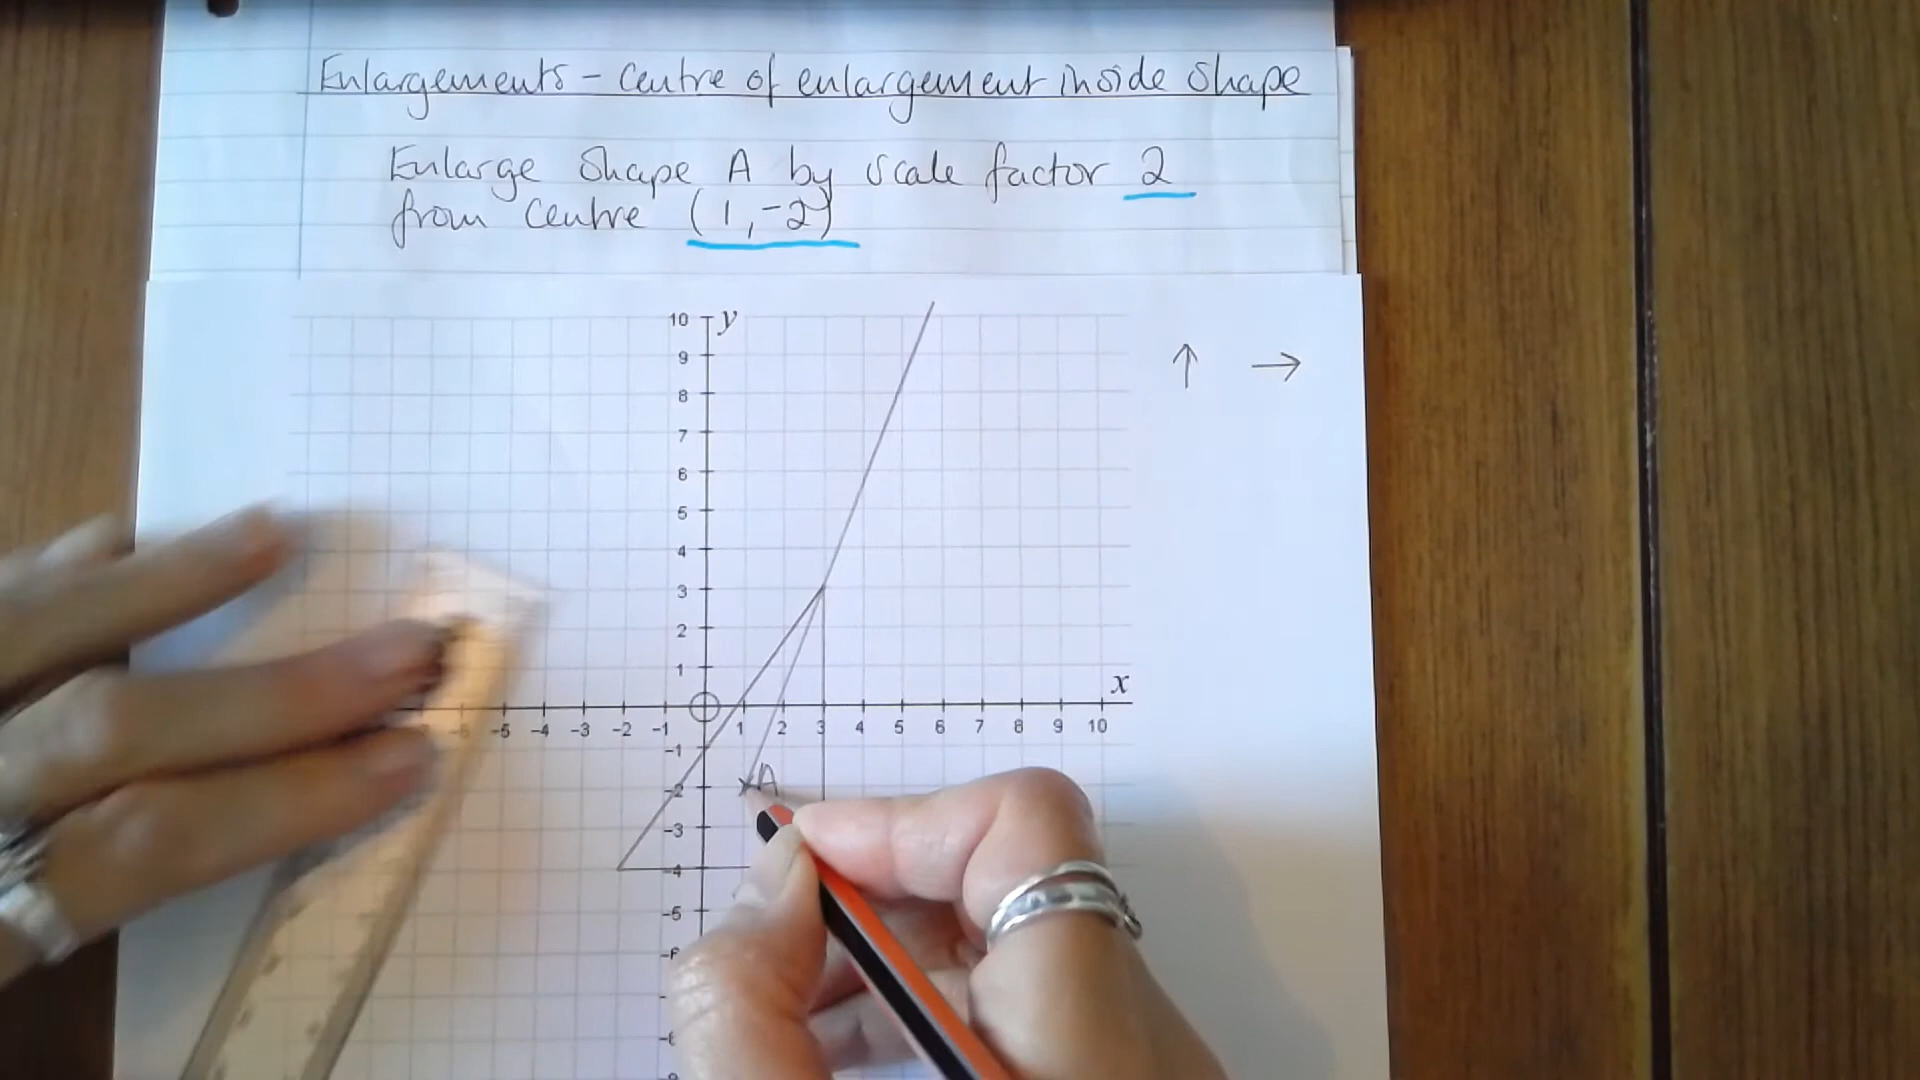 Enlargements - Centre of enlargement inside shape
Enlarge shape A by scale factor 2
from centre (1, -2)
10 y
9
8
7
6
5
4
3
2
1
x
-6 -5 -4 -3 -2 -1 1 2 3 4 5 6 7 8 9 10
-1
A
-2
-3
-4
-5